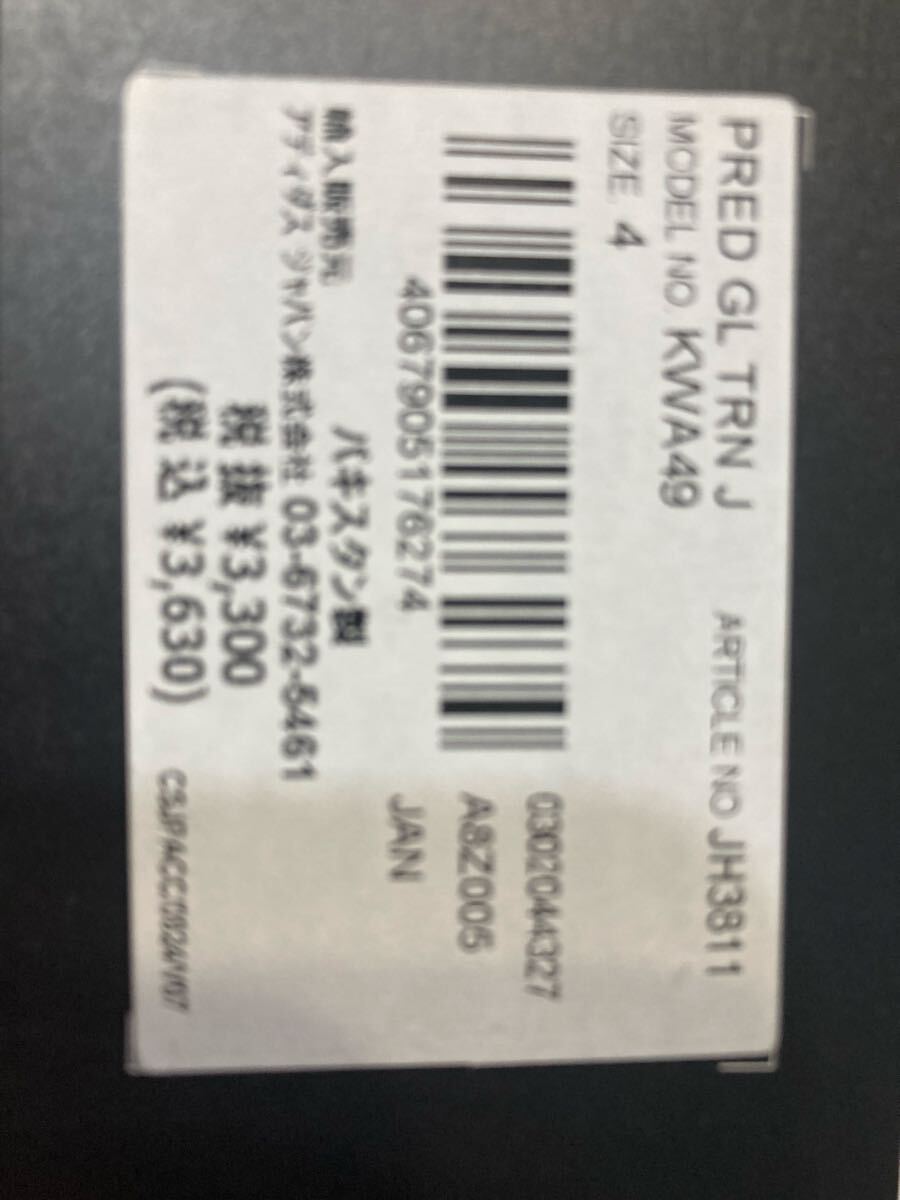 PRED GL TRN J
ARTICLE NO JH3811
MODEL NO. KWA49
SIZE 4
0302044327
A8Z005
4067905176274
JAN
輸入販売元 パキスタン製
アディダス ジャパン株式会社 03-6732-5461
税抜 ¥3,300
(税込 ¥3,630)